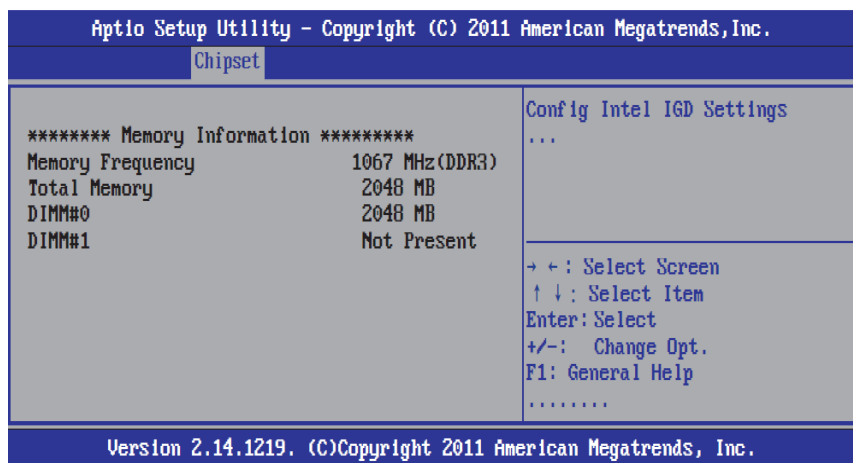 Aptio Setup Utility - Copyright (C) 2011 American Megatrends,Inc.
Chipset
******** Memory Information *********
Memory Frequency 1067 MHz(DDR3)
Total Memory 2048 MB
DIMM#0 2048 MB
DIMM#1 Not Present
Config Intel IGD Settings
...
→ ←: Select Screen
↑ ↓: Select Item
Enter: Select
+/-: Change Opt.
F1: General Help
........
Version 2.14.1219. (C)Copyright 2011 American Megatrends, Inc.